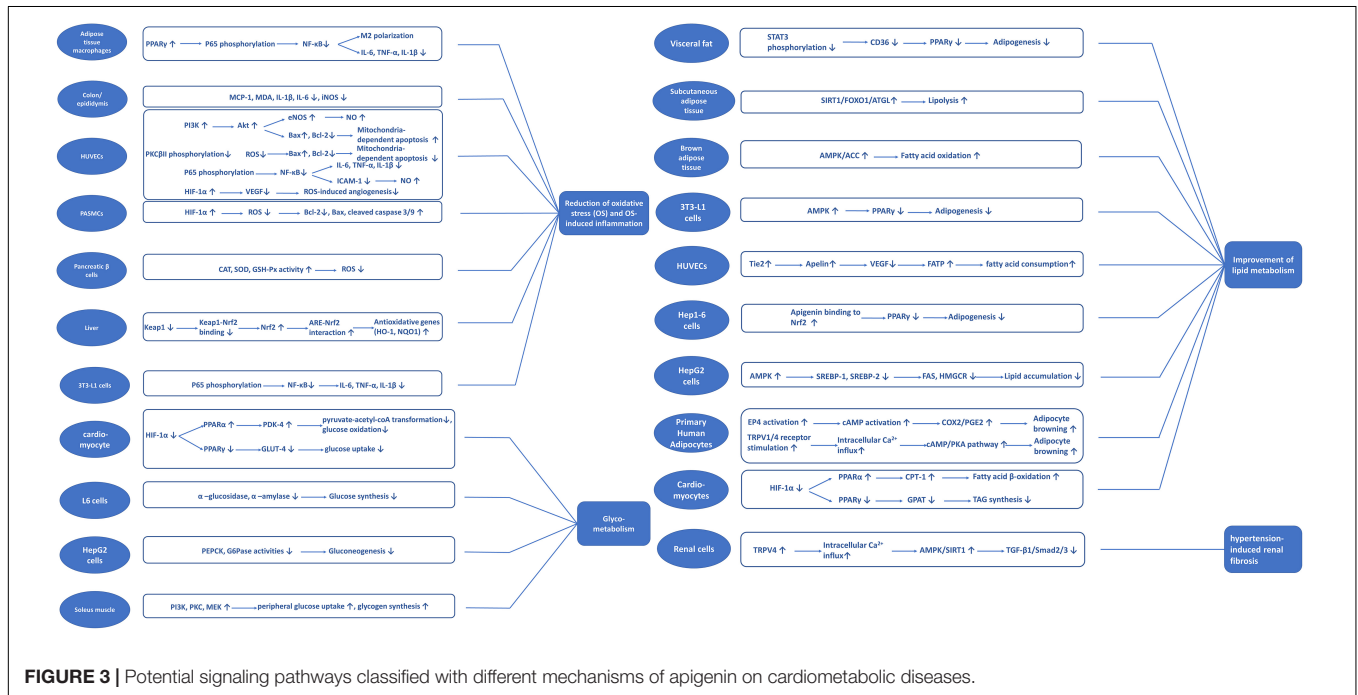 Adipose
tissue
macrophages
PPARγ ↑ → P65 phosphorylation → NF-κB↓
M2 polarization
IL-6, TNF-α, IL-1β ↓
Colon/
epididymis
MCP-1, MDA, IL-1β, IL-6 ↓, iNOS ↓
HUVECs
PI3K ↑ → Akt ↑
eNOS ↑ → NO ↑
Bax↑, Bcl-2↓ → Mitochondria-
dependent apoptosis ↑
PKCβII phosphorylation↓ ROS↓ → Bax↑, Bcl-2↓ → Mitochondria-
dependent apoptosis ↓
P65 phosphorylation → NF-κB↓
IL-6, TNF-α, IL-1β ↓
ICAM-1 ↓ → NO ↑
HIF-1α ↑ → VEGF↓ → ROS-induced angiogenesis↓
PASMCs
HIF-1α ↑ → ROS ↓ → Bcl-2↓, Bax, cleaved caspase 3/9 ↑
Pancreatic β
cells
CAT, SOD, GSH-Px activity ↑ → ROS ↓
Liver
Keap1 ↓ → Keap1-Nrf2
binding ↓ → Nrf2 ↑ → ARE-Nrf2
interaction ↑ → Antioxidative genes
(HO-1, NQO1) ↑
3T3-L1 cells
P65 phosphorylation → NF-κB↓ → IL-6, TNF-α, IL-1β ↓
Reduction of oxidative
stress (OS) and OS-
induced inflammation
cardio-
myocyte
HIF-1α ↓
PPARα ↑ → PDK-4 ↑ → pyruvate-acetyl-coA transformation↓,
glucose oxidation↓
PPARγ ↓ → GLUT-4 ↓ → glucose uptake ↓
L6 cells
α –glucosidase, α –amylase ↓ → Glucose synthesis ↓
HepG2
cells
PEPCK, G6Pase activities ↓ → Gluconeogenesis ↓
Soleus muscle
PI3K, PKC, MEK ↑ → peripheral glucose uptake ↑, glycogen synthesis ↑
Glyco-
metabolism
Visceral fat
STAT3
phosphorylation ↓ → CD36 ↓ → PPARγ ↓ → Adipogenesis ↓
Subcutaneous
adipose
tissue
SIRT1/FOXO1/ATGL↑ → Lipolysis ↑
Brown
adipose
tissue
AMPK/ACC ↑ → Fatty acid oxidation ↑
3T3-L1
cells
AMPK ↑ → PPARγ ↓ → Adipogenesis ↓
HUVECs
Tie2↑ → Apelin↑ → VEGF↓ → FATP ↑ → fatty acid consumption↑
Hep1-6
cells
Apigenin binding to
Nrf2 ↑ → PPARγ ↓ → Adipogenesis ↓
HepG2
cells
AMPK ↑ → SREBP-1, SREBP-2 ↓ → FAS, HMGCR ↓ → Lipid accumulation ↓
Primary
Human
Adipocytes
EP4 activation ↑ → cAMP activation ↑ → COX2/PGE2 ↑ → Adipocyte
browning ↑
TRPV1/4 receptor
stimulation ↑ → Intracellular Ca²⁺
influx↑ → cAMP/PKA pathway ↑ → Adipocyte
browning ↑
Cardio-
myocytes
HIF-1α ↓
PPARα ↑ → CPT-1 ↑ → Fatty acid β-oxidation ↑
PPARγ ↓ → GPAT ↓ → TAG synthesis ↓
Improvement of
lipid metabolism
Renal cells
TRPV4 ↑ → Intracellular Ca²⁺
influx↑ → AMPK/SIRT1 ↑ → TGF-β1/Smad2/3 ↓
hypertension-
induced renal
fibrosis
FIGURE 3 | Potential signaling pathways classified with different mechanisms of apigenin on cardiometabolic diseases.